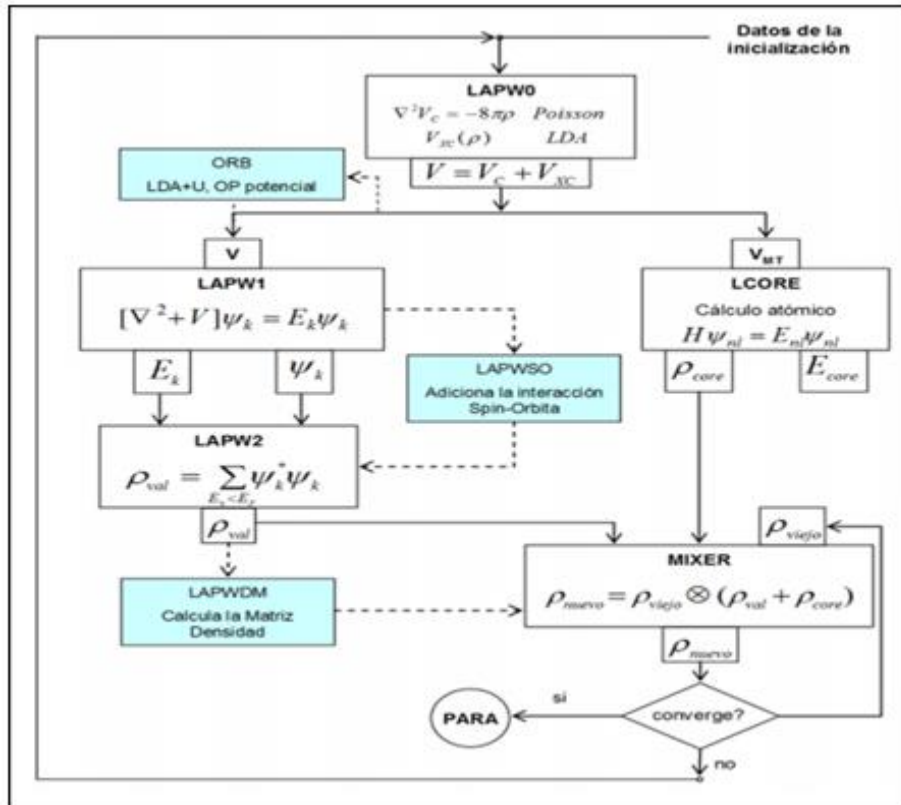 Datos de la
inicialización
LAPW0
∇²V_C = −8πρ Poisson
V_XC(ρ) LDA
V = V_C + V_XC
ORB
LDA+U, OP potencial
V
LAPW1
[∇² + V]ψ_k = E_kψ_k
E_k ψ_k
V_MT
LCORE
Cálculo atómico
Hψ_nl = E_nlψ_nl
ρ_core E_core
LAPWSO
Adiciona la interacción
Spin-Orbita
LAPW2
ρ_val = ∑ψ_k*ψ_k
E_k<E_F
ρ_val
LAPWDM
Calcula la Matriz
Densidad
ρ_viejo
MIXER
ρ_nuevo = ρ_viejo ⊗ (ρ_val + ρ_core)
ρ_nuevo
converge?
si
PARA
no